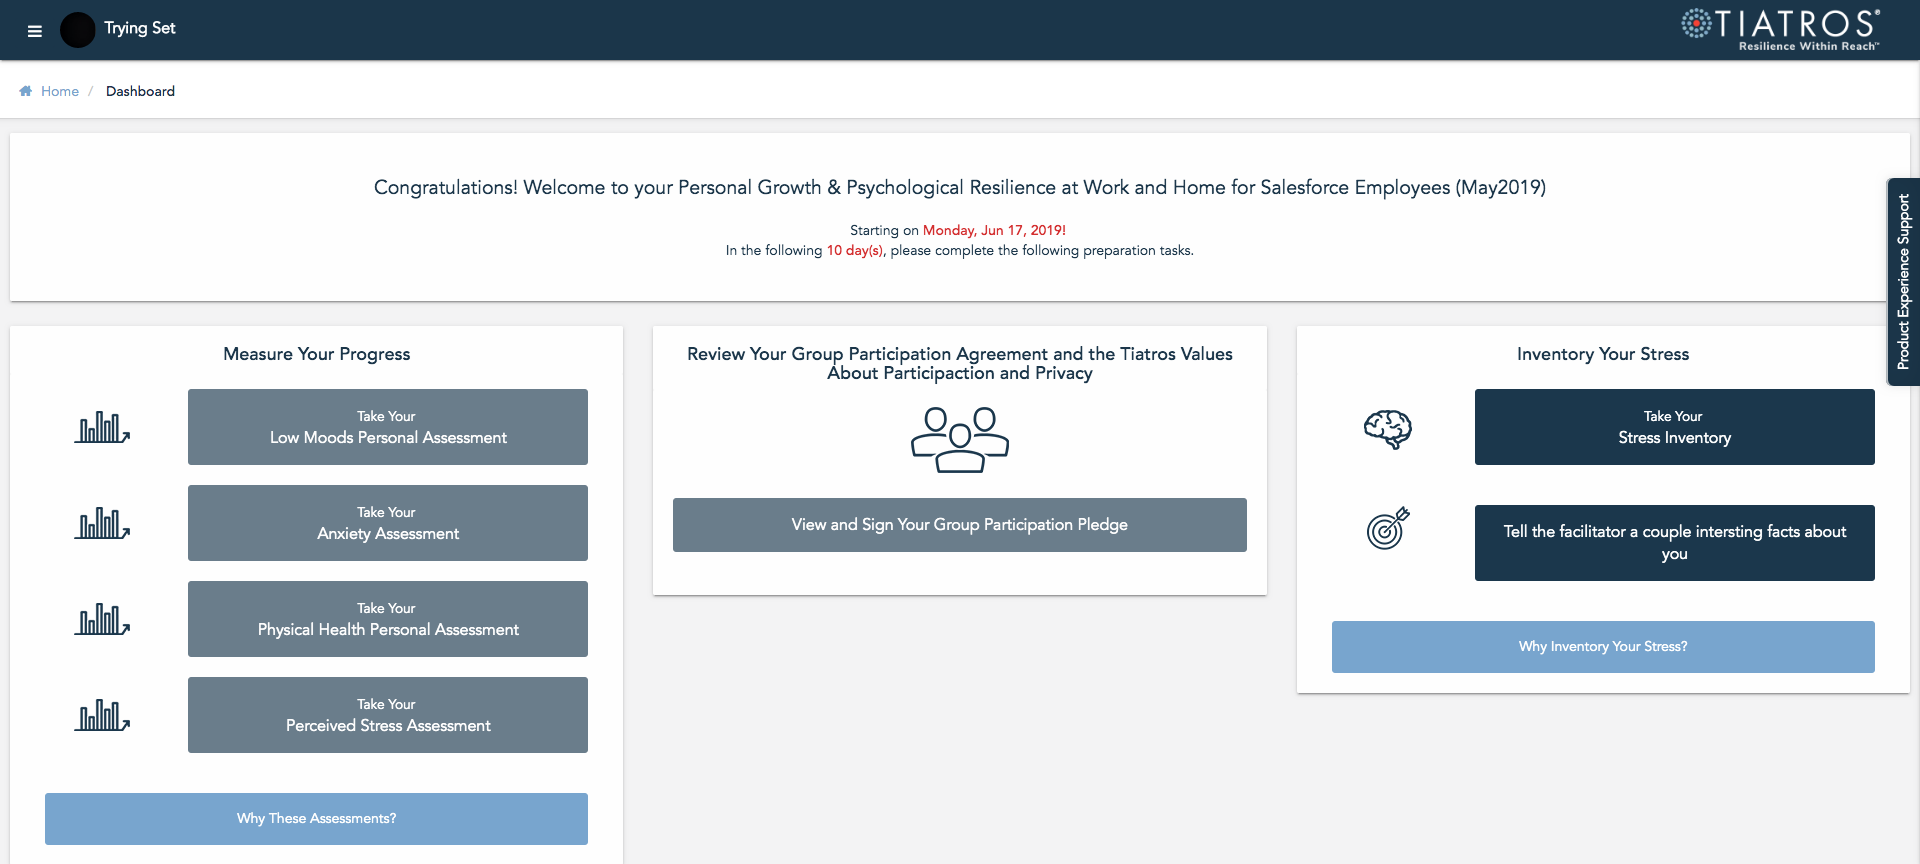 Trying Set
TIATROS®
Resilience Within Reach™
Home / Dashboard
Congratulations! Welcome to your Personal Growth & Psychological Resilience at Work and Home for Salesforce Employees (May2019)
Starting on Monday, Jun 17, 2019!
In the following 10 day(s), please complete the following preparation tasks.
Product Experience Support
Measure Your Progress
Take Your
Low Moods Personal Assessment
Take Your
Anxiety Assessment
Take Your
Physical Health Personal Assessment
Take Your
Perceived Stress Assessment
Why These Assessments?
Review Your Group Participation Agreement and the Tiatros Values
About Participaction and Privacy
View and Sign Your Group Participation Pledge
Inventory Your Stress
Take Your
Stress Inventory
Tell the facilitator a couple intersting facts about
you
Why Inventory Your Stress?